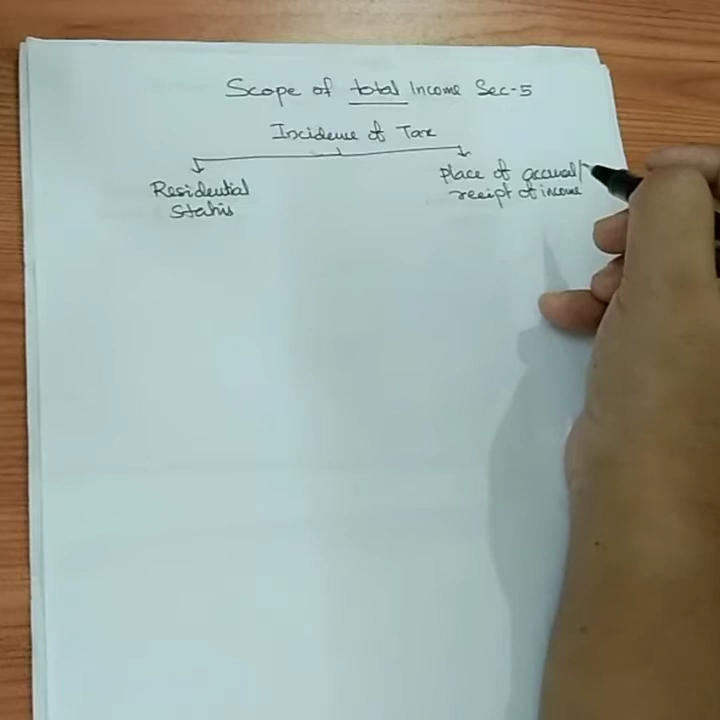 Scope of total Income Sec-5
Incidence of Tax
Residential
Status
Place of accrual/
receipt of income